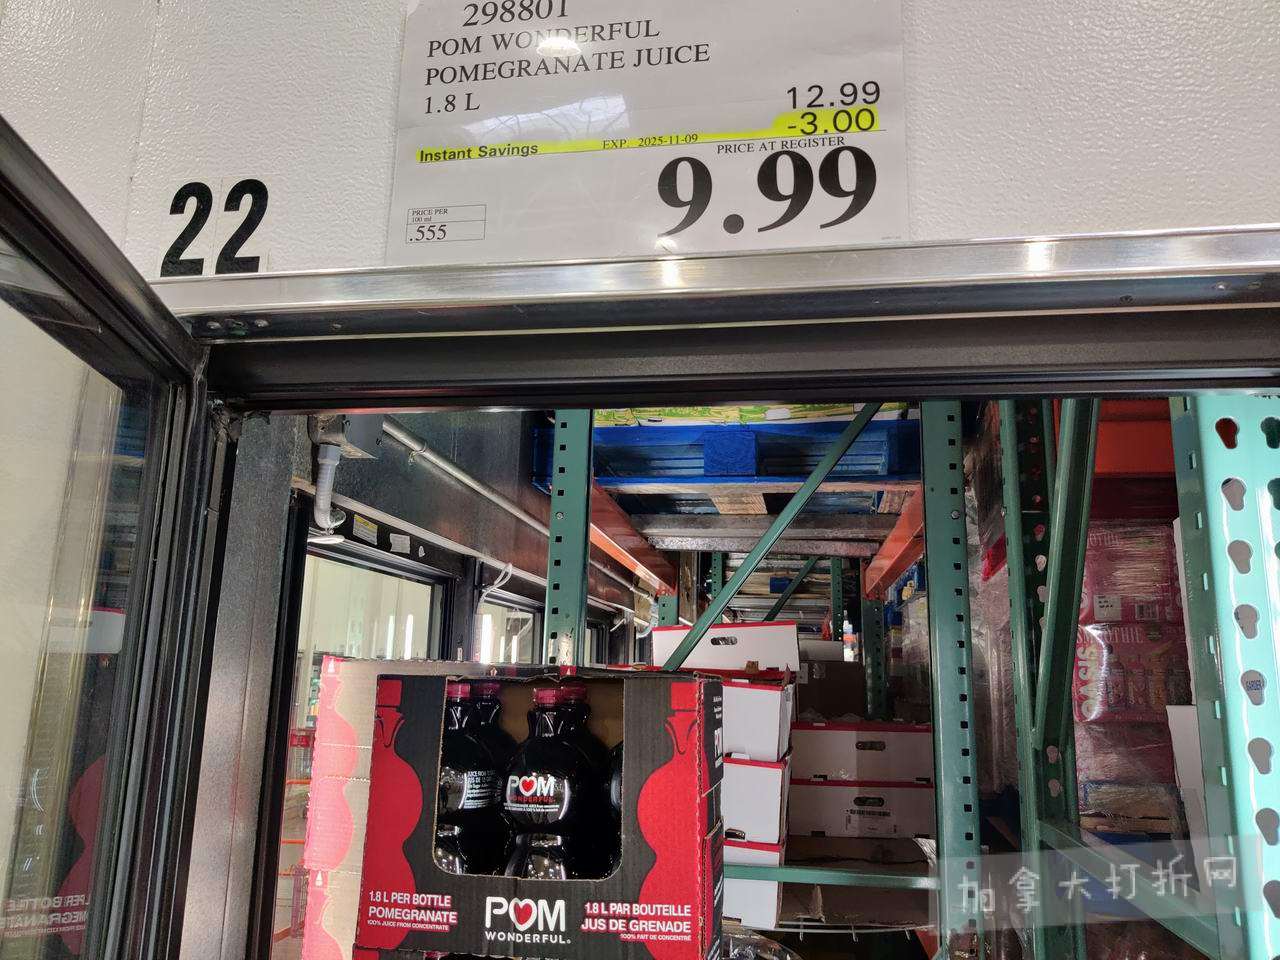 298801
POM WONDERFUL
POMEGRANATE JUICE
1.8 L
12.99
-3.00
Instant Savings EXP. 2025-11-09
PRICE AT REGISTER
9.99
PRICE PER
100 ml
.555
22
POM
WONDERFUL
1.8 L PER BOTTLE
POMEGRANATE
100% JUICE FROM CONCENTRATE
POM
WONDERFUL®
1.8 L PAR BOUTEILLE
JUS DE GRENADE
100% FAIT DE CONCENTRÉ
OASIS
加拿大打折网